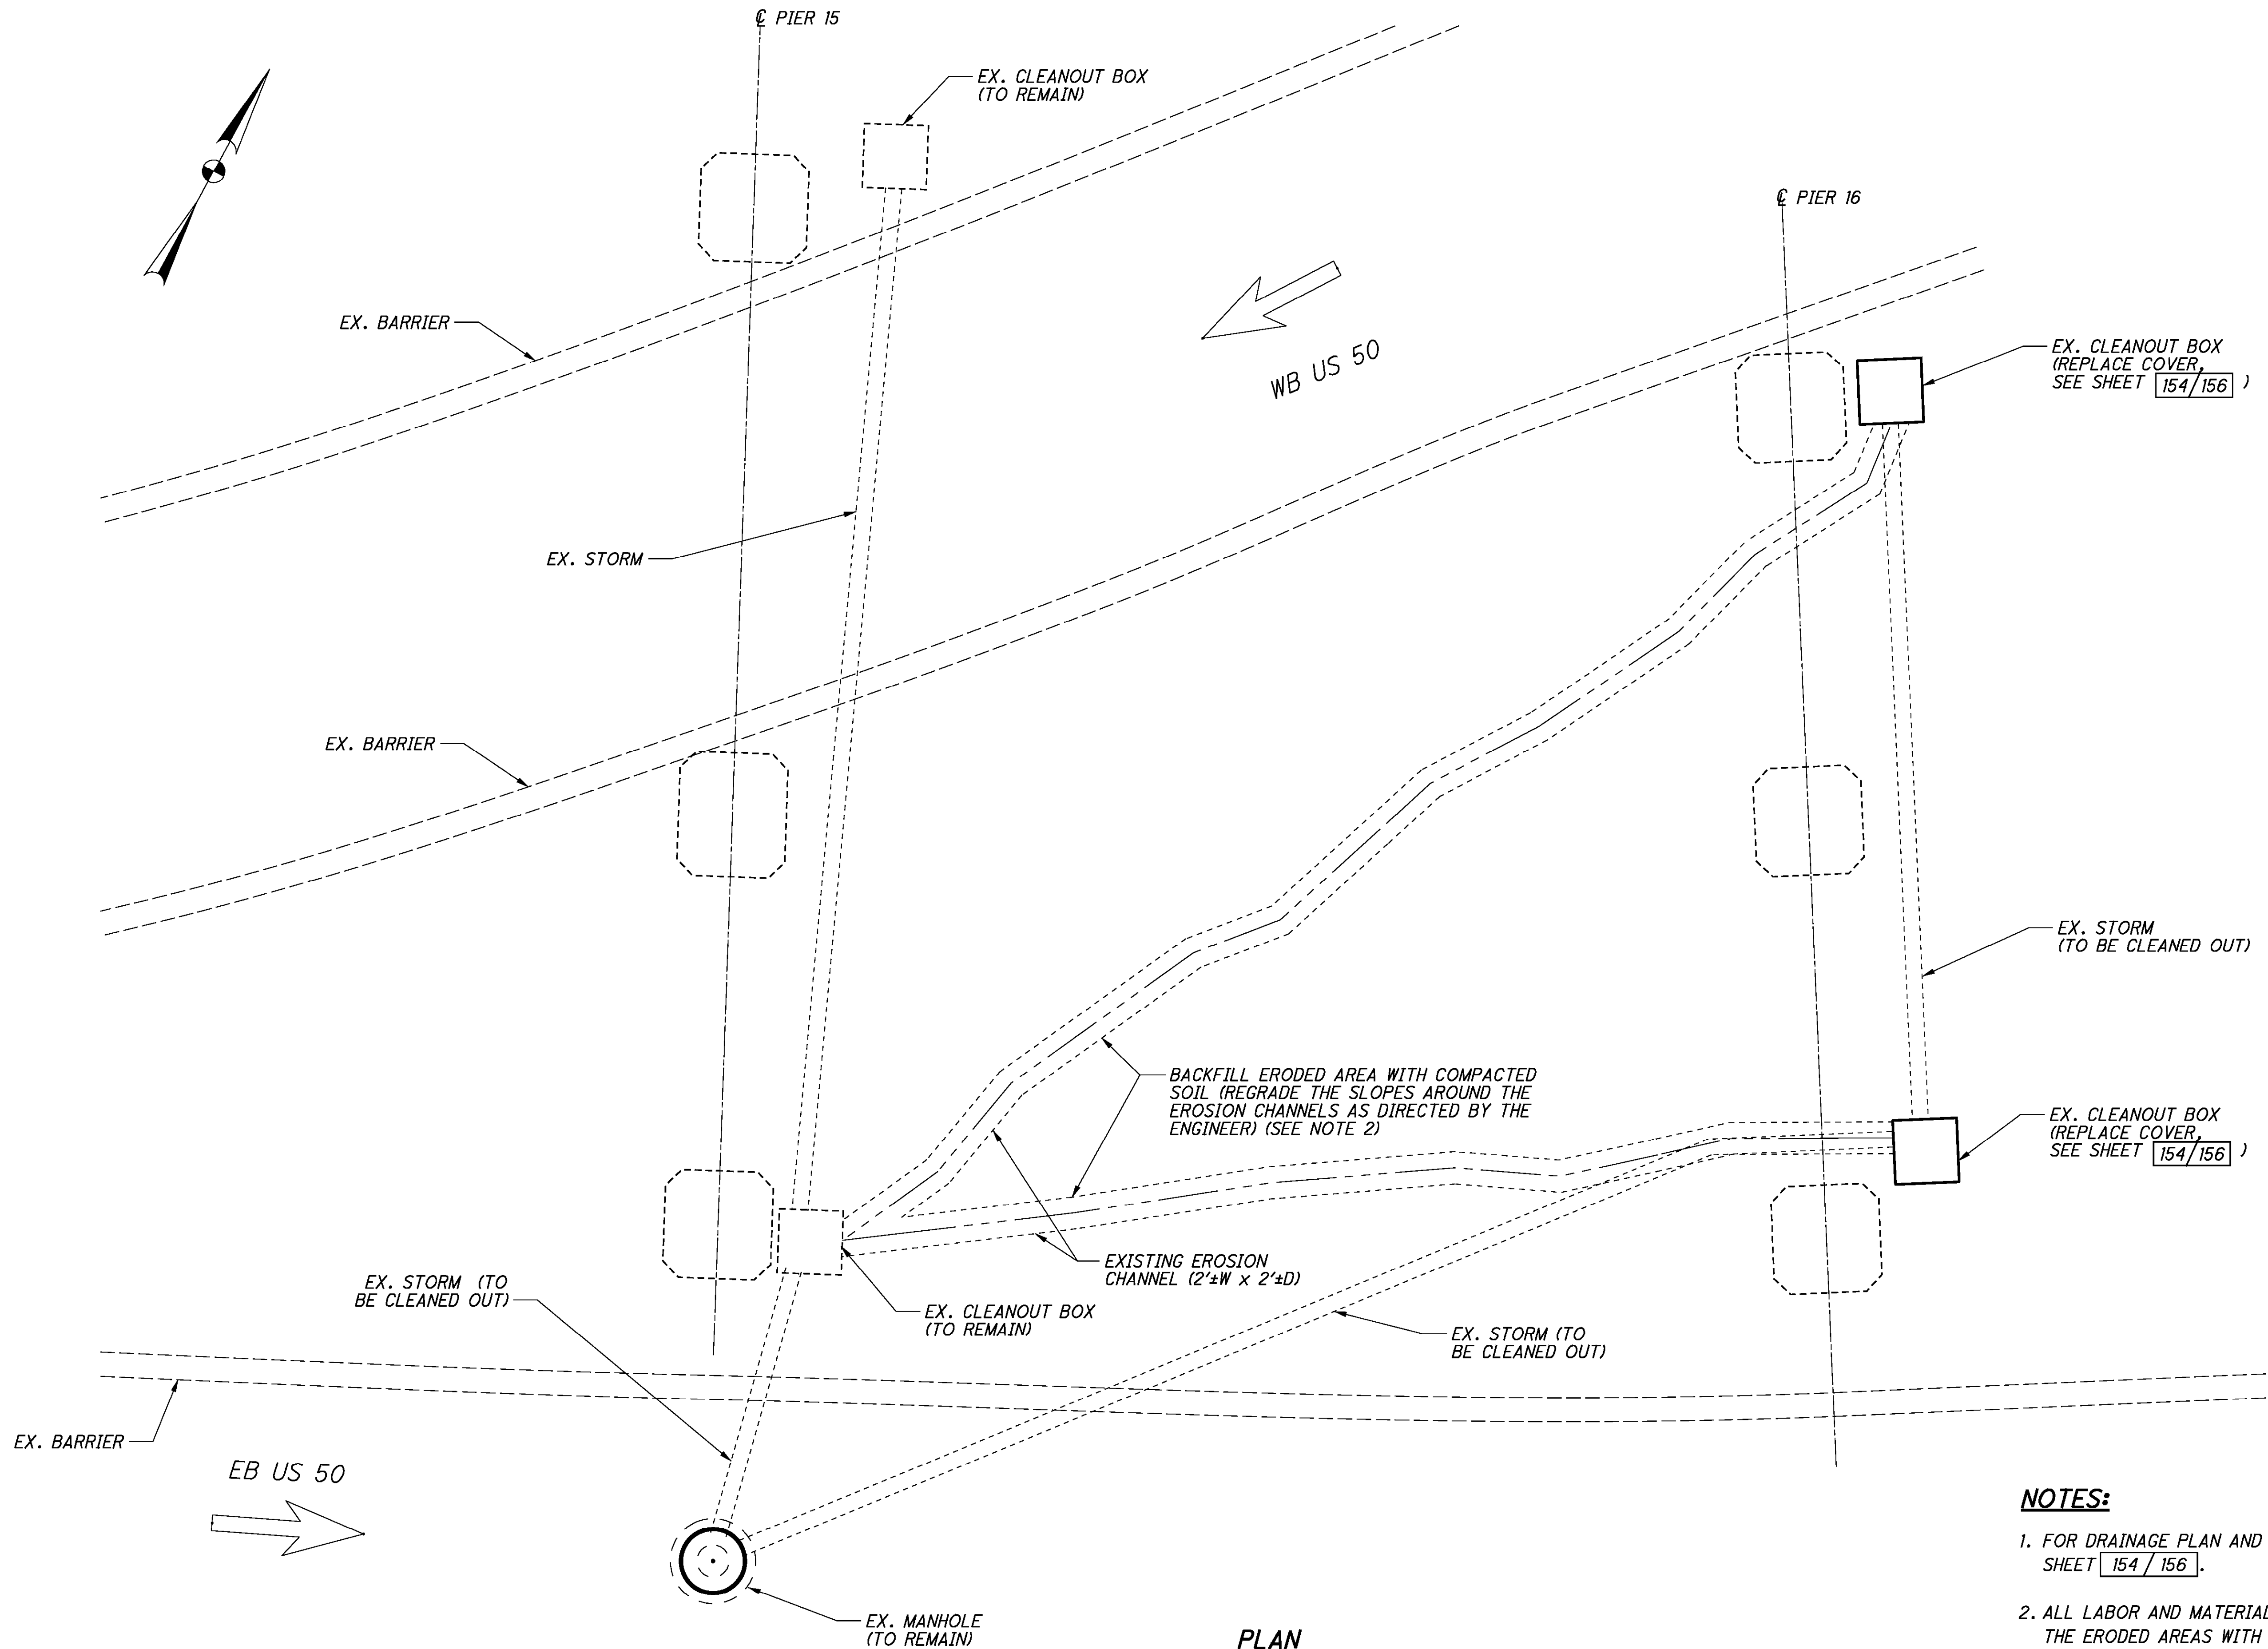 ℄ PIER 15
EX. CLEANOUT BOX
(TO REMAIN)
℄ PIER 16
EX. BARRIER
WB US 50
EX. CLEANOUT BOX
(REPLACE COVER,
SEE SHEET 154/156 )
EX. STORM
EX. BARRIER
EX. STORM
(TO BE CLEANED OUT)
BACKFILL ERODED AREA WITH COMPACTED
SOIL (REGRADE THE SLOPES AROUND THE
EROSION CHANNELS AS DIRECTED BY THE
ENGINEER) (SEE NOTE 2)
EX. CLEANOUT BOX
(REPLACE COVER,
SEE SHEET 154/156 )
EXISTING EROSION
CHANNEL (2'±W x 2'±D)
EX. STORM (TO
BE CLEANED OUT)
EX. CLEANOUT BOX
(TO REMAIN)
EX. STORM (TO
BE CLEANED OUT)
EX. BARRIER
EB US 50
EX. MANHOLE
(TO REMAIN)
PLAN
NOTES:
1. FOR DRAINAGE PLAN AND
SHEET 154 / 156 .
2. ALL LABOR AND MATERIAL
THE ERODED AREAS WITH